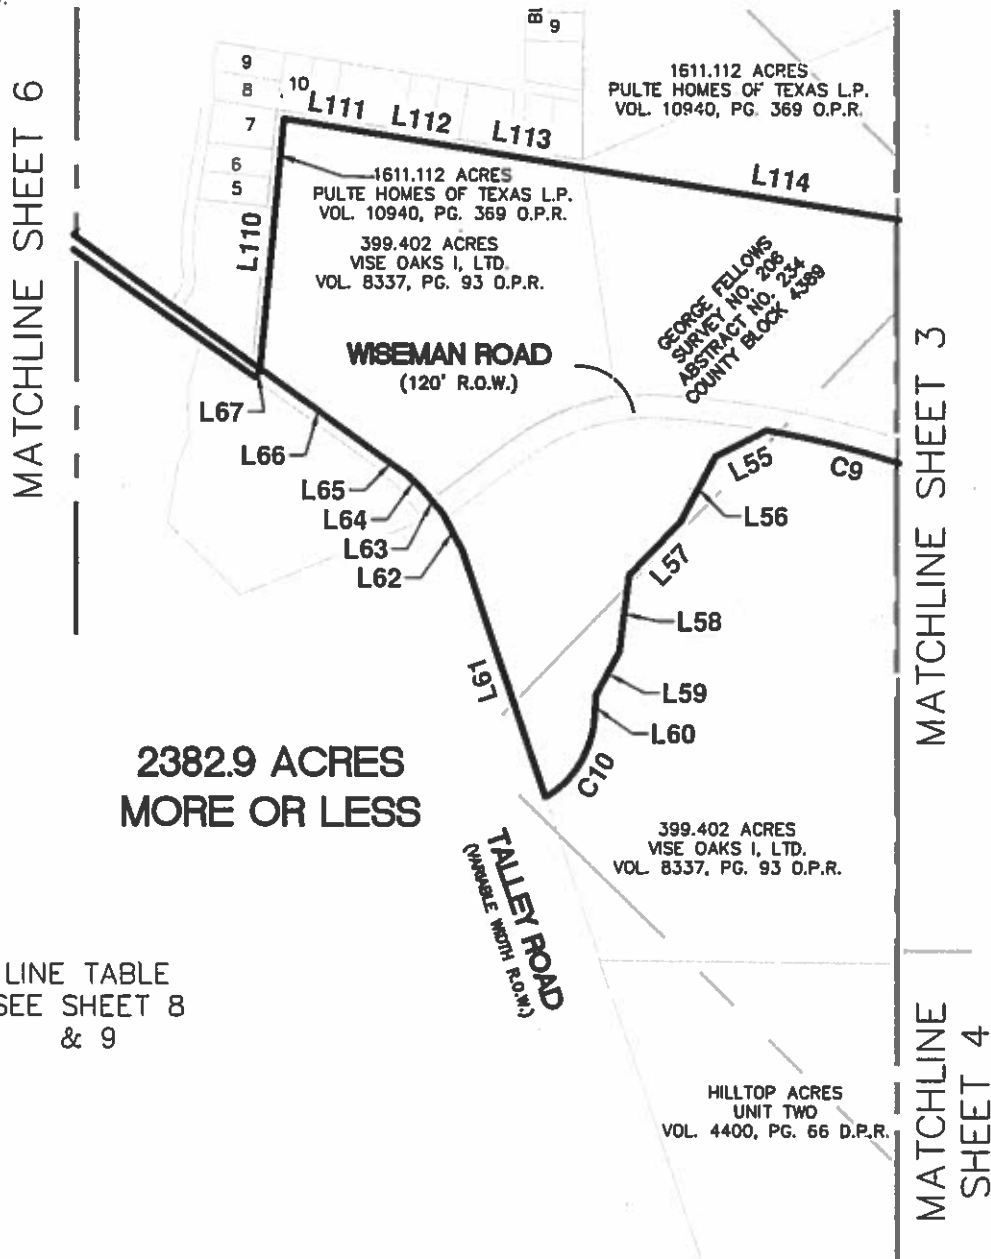 MATCHLINE SHEET 6
Bl
9
9
8
10
7
6
5
L111
L112
L113
L114
L110
1611.112 ACRES
PULTE HOMES OF TEXAS L.P.
VOL. 10940, PG. 369 O.P.R.
1611.112 ACRES
PULTE HOMES OF TEXAS L.P.
VOL. 10940, PG. 369 O.P.R.
399.402 ACRES
VISE OAKS I, LTD.
VOL. 8337, PG. 93 O.P.R.
GEORGE FELLOWS
SURVEY NO. 206
ABSTRACT NO. 234
COUNTY BLOCK 4389
WISEMAN ROAD
(120' R.O.W.)
MATCHLINE SHEET 3
L67
L66
L65
L64
L63
L62
L61
L55
C9
L56
L57
L58
L59
L60
C10
2382.9 ACRES
MORE OR LESS
TALLEY ROAD
(VARIABLE WIDTH R.O.W.)
399.402 ACRES
VISE OAKS I, LTD.
VOL. 8337, PG. 93 O.P.R.
LINE TABLE
SEE SHEET 8
& 9
HILLTOP ACRES
UNIT TWO
VOL. 4400, PG. 66 D.P.R.
MATCHLINE
SHEET 4